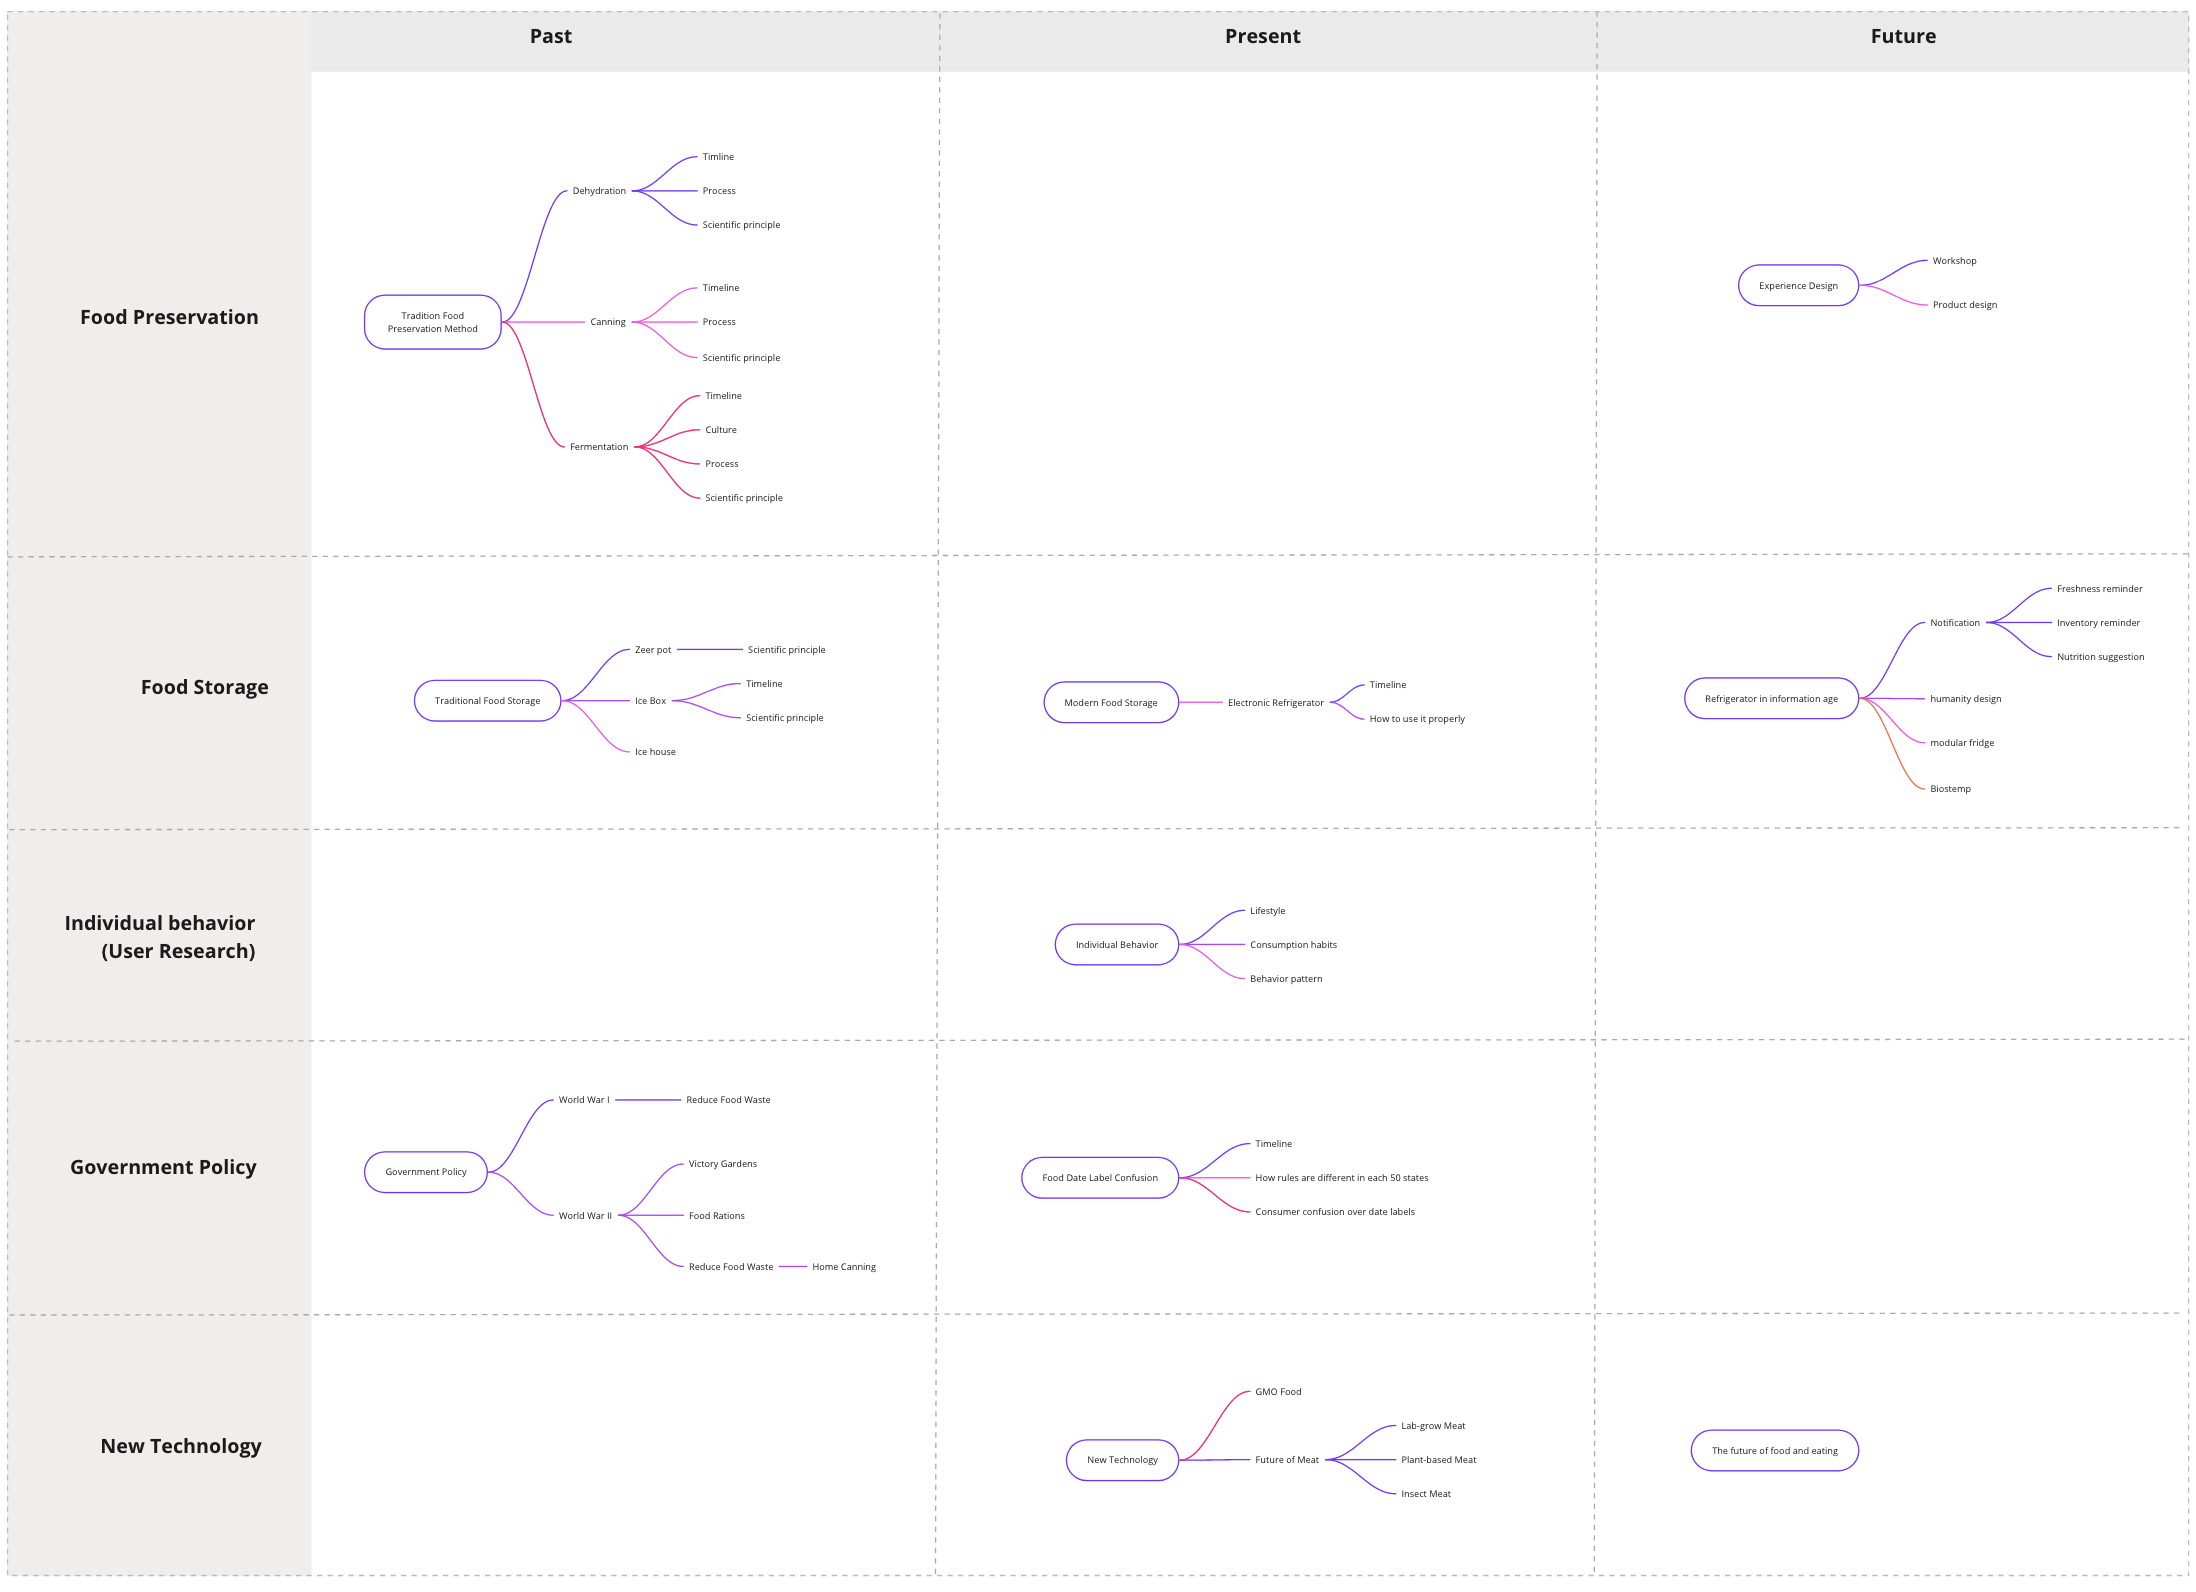 Past
Present
Future
Food Preservation
Tradition Food
Preservation Method
Dehydration
Timline
Process
Scientific principle
Canning
Timeline
Process
Scientific principle
Fermentation
Timeline
Culture
Process
Scientific principle
Experience Design
Workshop
Product design
Food Storage
Traditional Food Storage
Zeer pot
Scientific principle
Ice Box
Timeline
Scientific principle
Ice house
Modern Food Storage
Electronic Refrigerator
Timeline
How to use it properly
Refrigerator in information age
Notification
Freshness reminder
Inventory reminder
Nutrition suggestion
humanity design
modular fridge
Biostemp
Individual behavior
(User Research)
Individual Behavior
Lifestyle
Consumption habits
Behavior pattern
Government Policy
Government Policy
World War I
Reduce Food Waste
World War II
Victory Gardens
Food Rations
Reduce Food Waste
Home Canning
Food Date Label Confusion
Timeline
How rules are different in each 50 states
Consumer confusion over date labels
New Technology
New Technology
GMO Food
Future of Meat
Lab-grow Meat
Plant-based Meat
Insect Meat
The future of food and eating